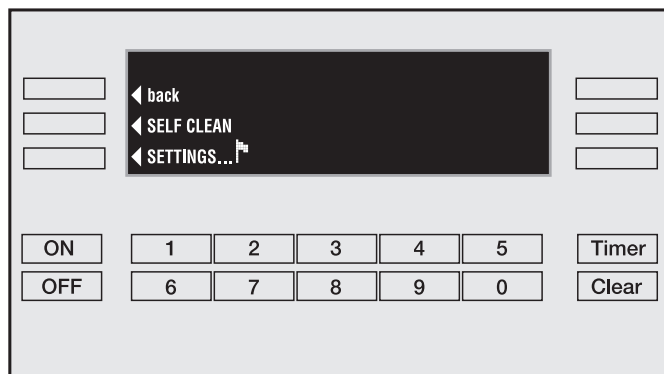 back
SELF CLEAN
SETTINGS...
ON 1 2 3 4 5 Timer
OFF 6 7 8 9 0 Clear